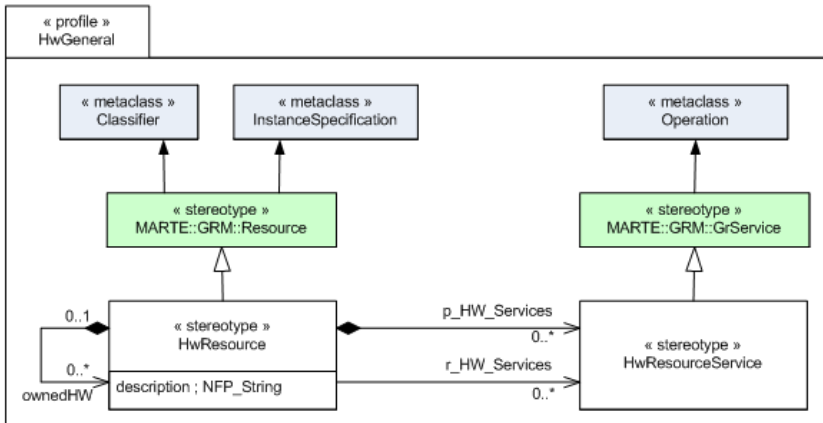 « profile »
HwGeneral
« metaclass »
Classifier
« metaclass »
InstanceSpecification
« metaclass »
Operation
« stereotype »
MARTE::GRM::Resource
« stereotype »
MARTE::GRM::GrService
0..1
« stereotype »
HwResource
p_HW_Services
0..*
« stereotype »
HwResourceService
0..*
ownedHW
description ; NFP_String
r_HW_Services
0..*